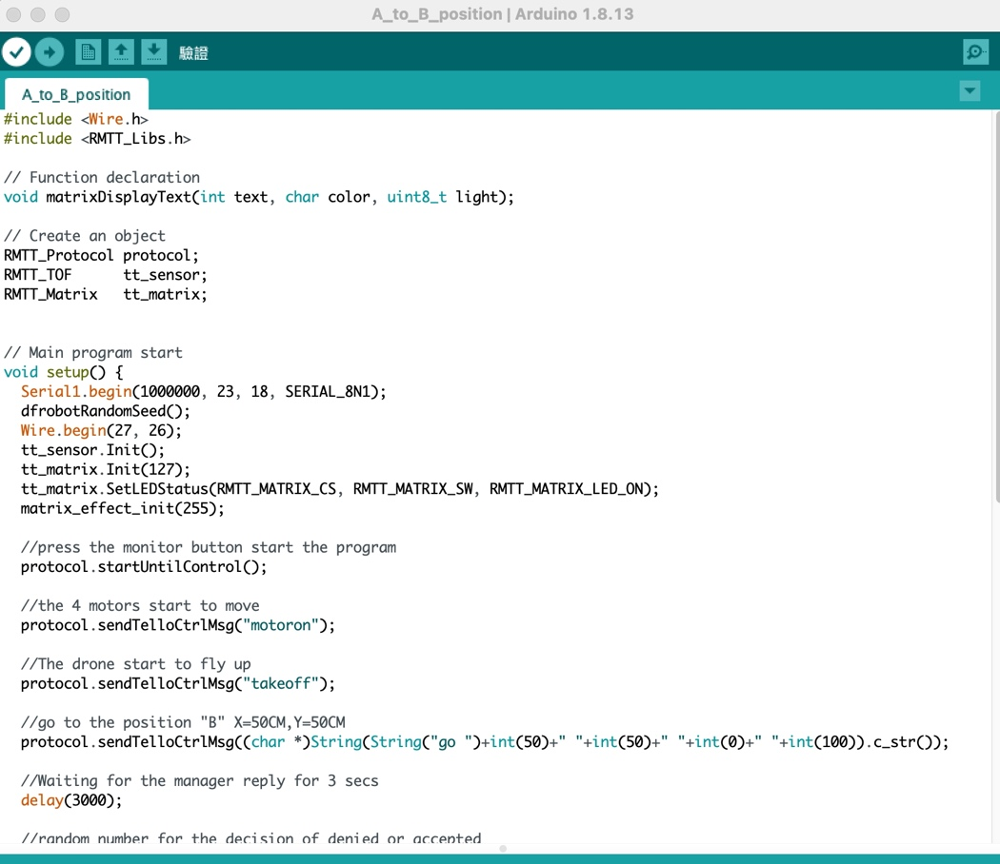 A_to_B_position | Arduino 1.8.13
驗證
A_to_B_position
#include <Wire.h>
#include <RMTT_Libs.h>
// Function declaration
void matrixDisplayText(int text, char color, uint8_t light);
// Create an object
RMTT_Protocol protocol;
RMTT_TOF      tt_sensor;
RMTT_Matrix   tt_matrix;
// Main program start
void setup() {
  Serial1.begin(1000000, 23, 18, SERIAL_8N1);
  dfrobotRandomSeed();
  Wire.begin(27, 26);
  tt_sensor.Init();
  tt_matrix.Init(127);
  tt_matrix.SetLEDStatus(RMTT_MATRIX_CS, RMTT_MATRIX_SW, RMTT_MATRIX_LED_ON);
  matrix_effect_init(255);
  //press the monitor button start the program
  protocol.startUntilControl();
  //the 4 motors start to move
  protocol.sendTelloCtrlMsg("motoron");
  //The drone start to fly up
  protocol.sendTelloCtrlMsg("takeoff");
  //go to the position "B" X=50CM,Y=50CM
  protocol.sendTelloCtrlMsg((char *)String(String("go ")+int(50)+" "+int(50)+" "+int(0)+" "+int(100)).c_str());
  //Waiting for the manager reply for 3 secs
  delay(3000);
  //random number for the decision of denied or accepted